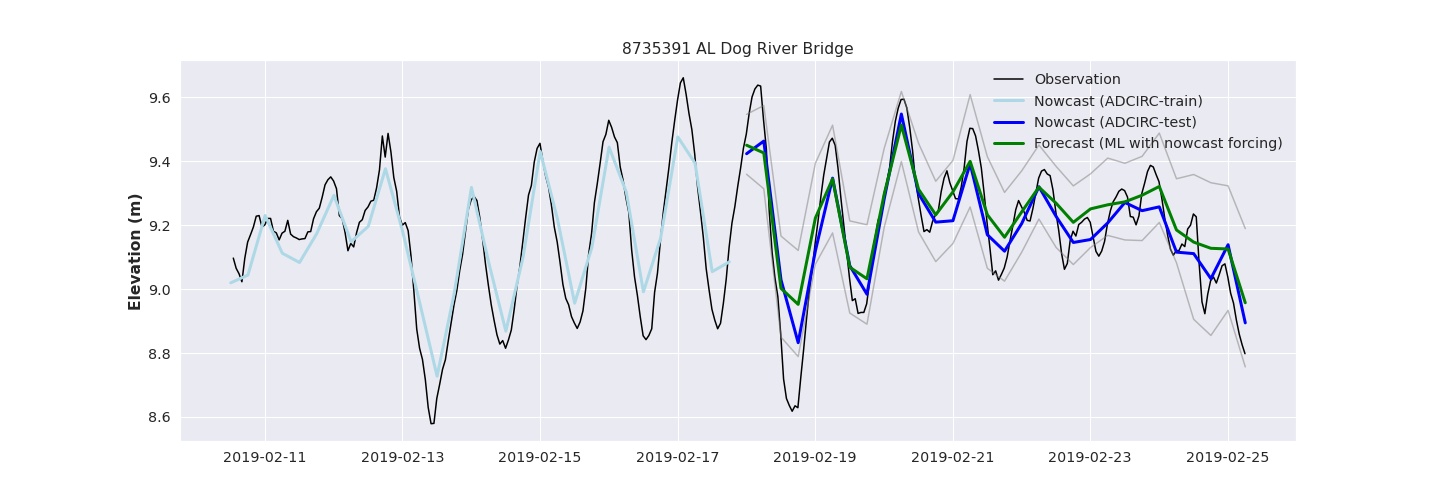 8735391 AL Dog River Bridge
Observation
Nowcast (ADCIRC-train)
Nowcast (ADCIRC-test)
Forecast (ML with nowcast forcing)
Elevation (m)
9.6
9.4
9.2
9.0
8.8
8.6
2019-02-11
2019-02-13
2019-02-15
2019-02-17
2019-02-19
2019-02-21
2019-02-23
2019-02-25